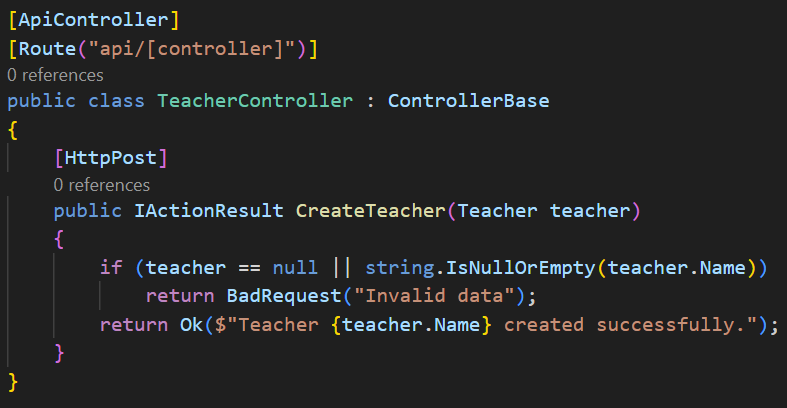 [ApiController]
[Route("api/[controller]")]
0 references
public class TeacherController : ControllerBase
{
[HttpPost]
0 references
public IActionResult CreateTeacher(Teacher teacher)
{
if (teacher == null || string.IsNullOrEmpty(teacher.Name))
return BadRequest("Invalid data");
return Ok($"Teacher {teacher.Name} created successfully.");
}
}